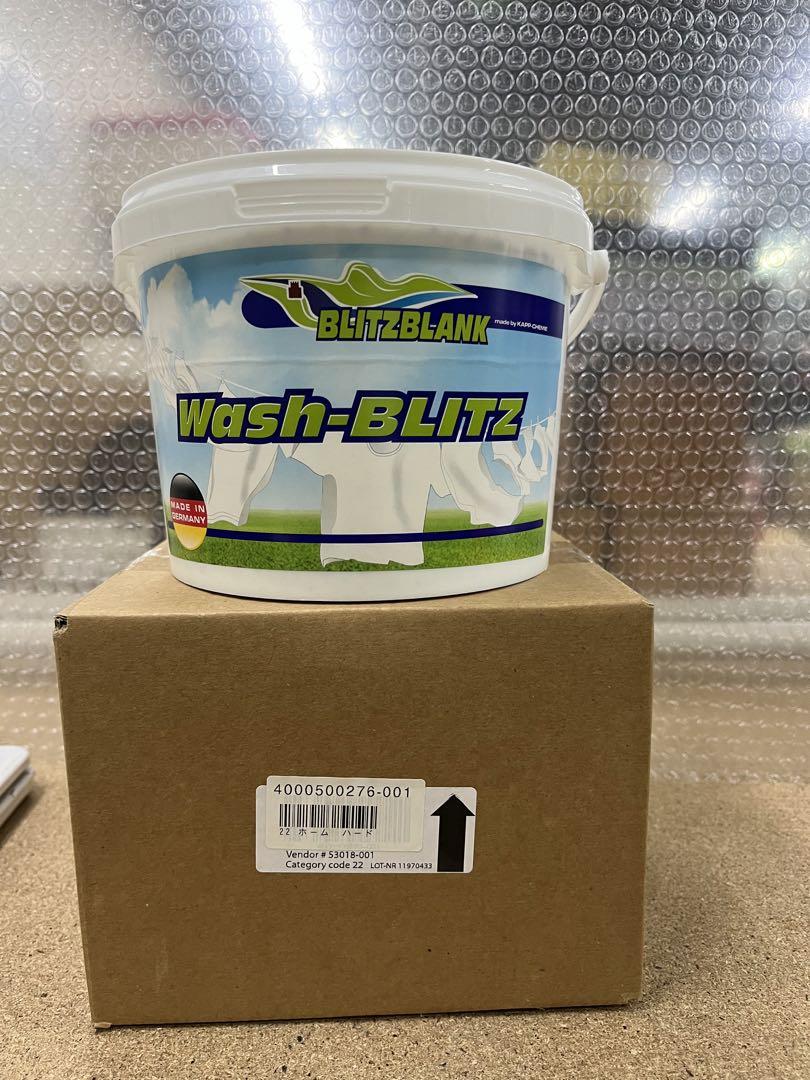 BLITZBLANK
made by KAPP-CHEMIE
Wash-BLITZ
MADE IN
GERMANY
4000500276-001
22 ホーム ハード
Vendor # 53018-001
Category code 22 LOT-NR 11970433